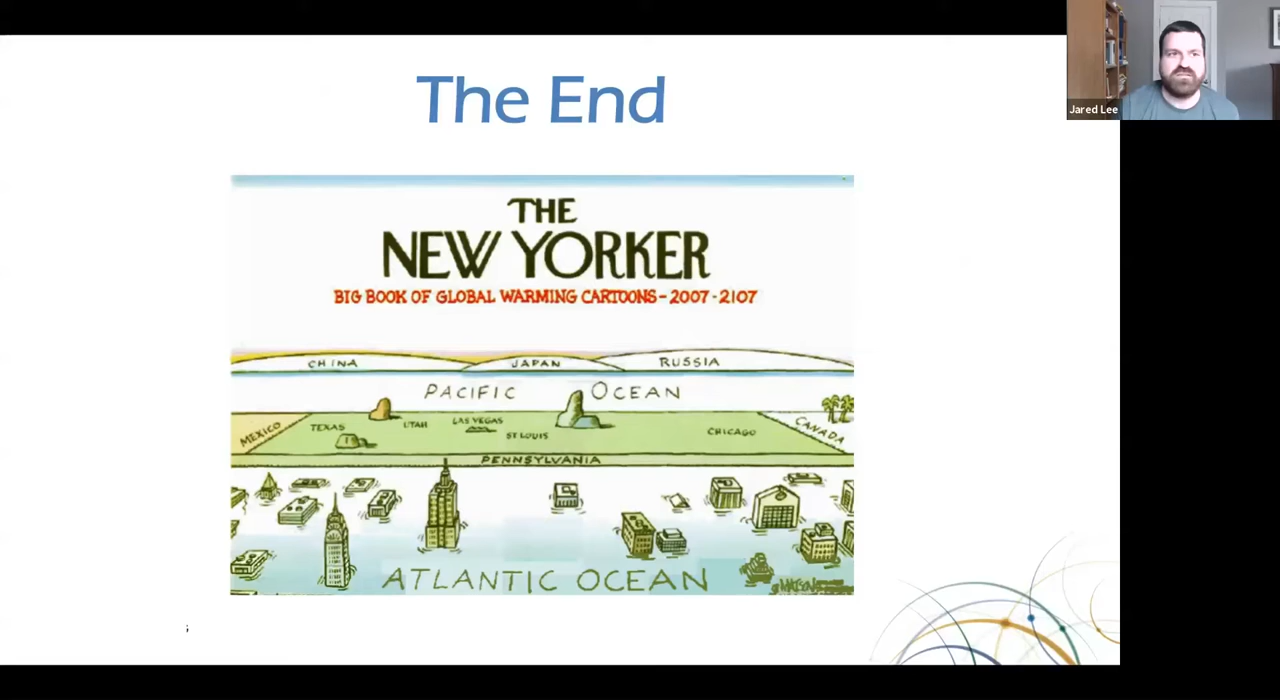 The End
Jared Lee
THE
NEW YORKER
BIG BOOK OF GLOBAL WARMING CARTOONS - 2007 - 2107
CHINA
JAPAN
RUSSIA
PACIFIC OCEAN
MEXICO
TEXAS
UTAH
LAS VEGAS
ST LOUIS
CHICAGO
CANADA
PENNSYLVANIA
ATLANTIC OCEAN
;